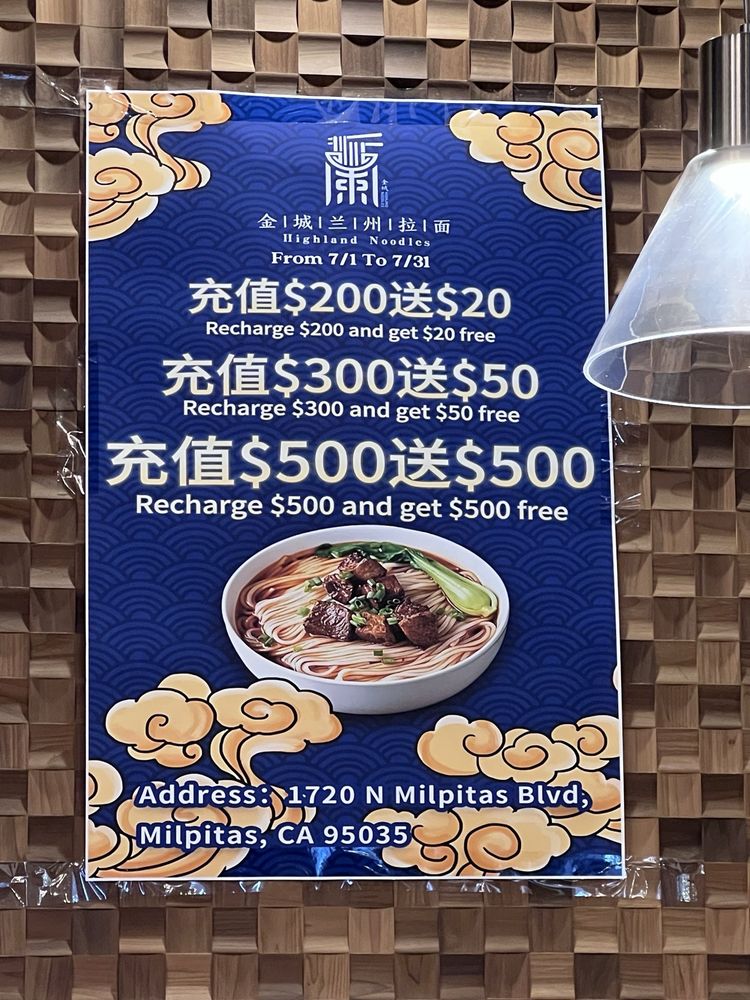 金|城|兰|州|拉|面
Highland Noodles
From 7/1 To 7/31
充值$200送$20
Recharge $200 and get $20 free
充值$300送$50
Recharge $300 and get $50 free
充值$500送$500
Recharge $500 and get $500 free
Address: 1720 N Milpitas Blvd,
Milpitas, CA 95035